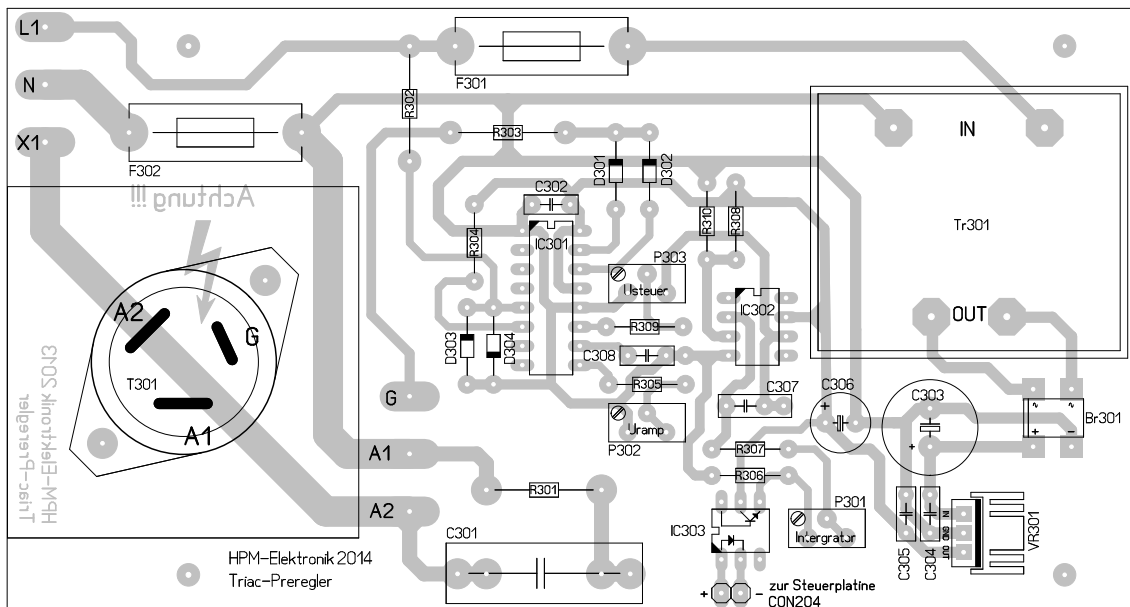 L1
F301
N
R302
X1
F302
R303
IN
D301
D302
Achtung !!!
C302
R304
IC301
R310
R308
Tr301
P303
Usteuer
A2
G
T301
A1
IC302
OUT
R309
D303
D304
C308
R305
G
P302
Uramp
C307
C306
+
C303
+
~ ~
+ -
Br301
Triac-Preregler
HPM-Elektronik 2013
A1
R307
R306
R301
A2
P301
Intergrator
IC303
C301
C305
C304
IN
GND
OUT
VR301
HPM-Elektronik 2014
Triac-Preregler
+ - zur Steuerplatine
CON204